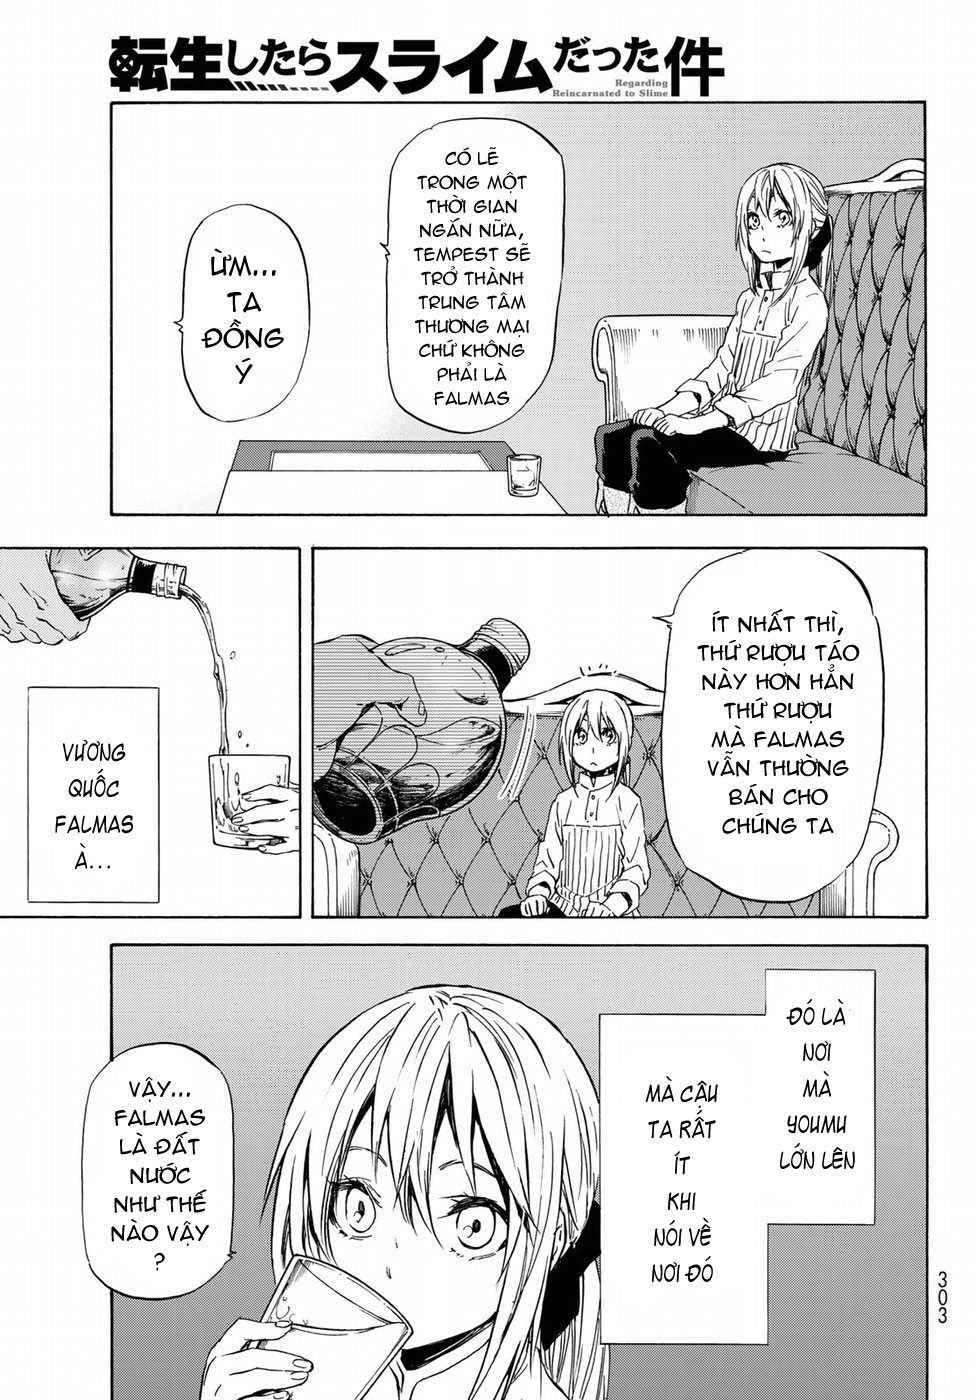 転生したらスライムだった件
Regarding
Reincarnated to Slime
CÓ LẼ
TRONG MỘT
THỜI GIAN
NGẮN NỮA,
TEMPEST SẼ
TRỞ THÀNH
TRUNG TÂM
THƯƠNG MẠI
CHỨ KHÔNG
PHẢI LÀ
FALMAS
ỪM...
TA
ĐỒNG
Ý
ÍT NHẤT THÌ,
THỨ RƯỢU TÁO
NÀY HƠN HẲN
THỨ RƯỢU
MÀ FALMAS
VẪN THƯỜNG
BÁN CHO
CHÚNG TA
VƯƠNG
QUỐC
FALMAS
À...
ĐÓ LÀ
NƠI
MÀ
YOUMU
LỚN LÊN
MÀ CẬU
TA RẤT
ÍT
KHI
NÓI VỀ
NƠI ĐÓ
VẬY...
FALMAS
LÀ ĐẤT
NƯỚC
NHƯ THẾ
NÀO VẬY
?
303